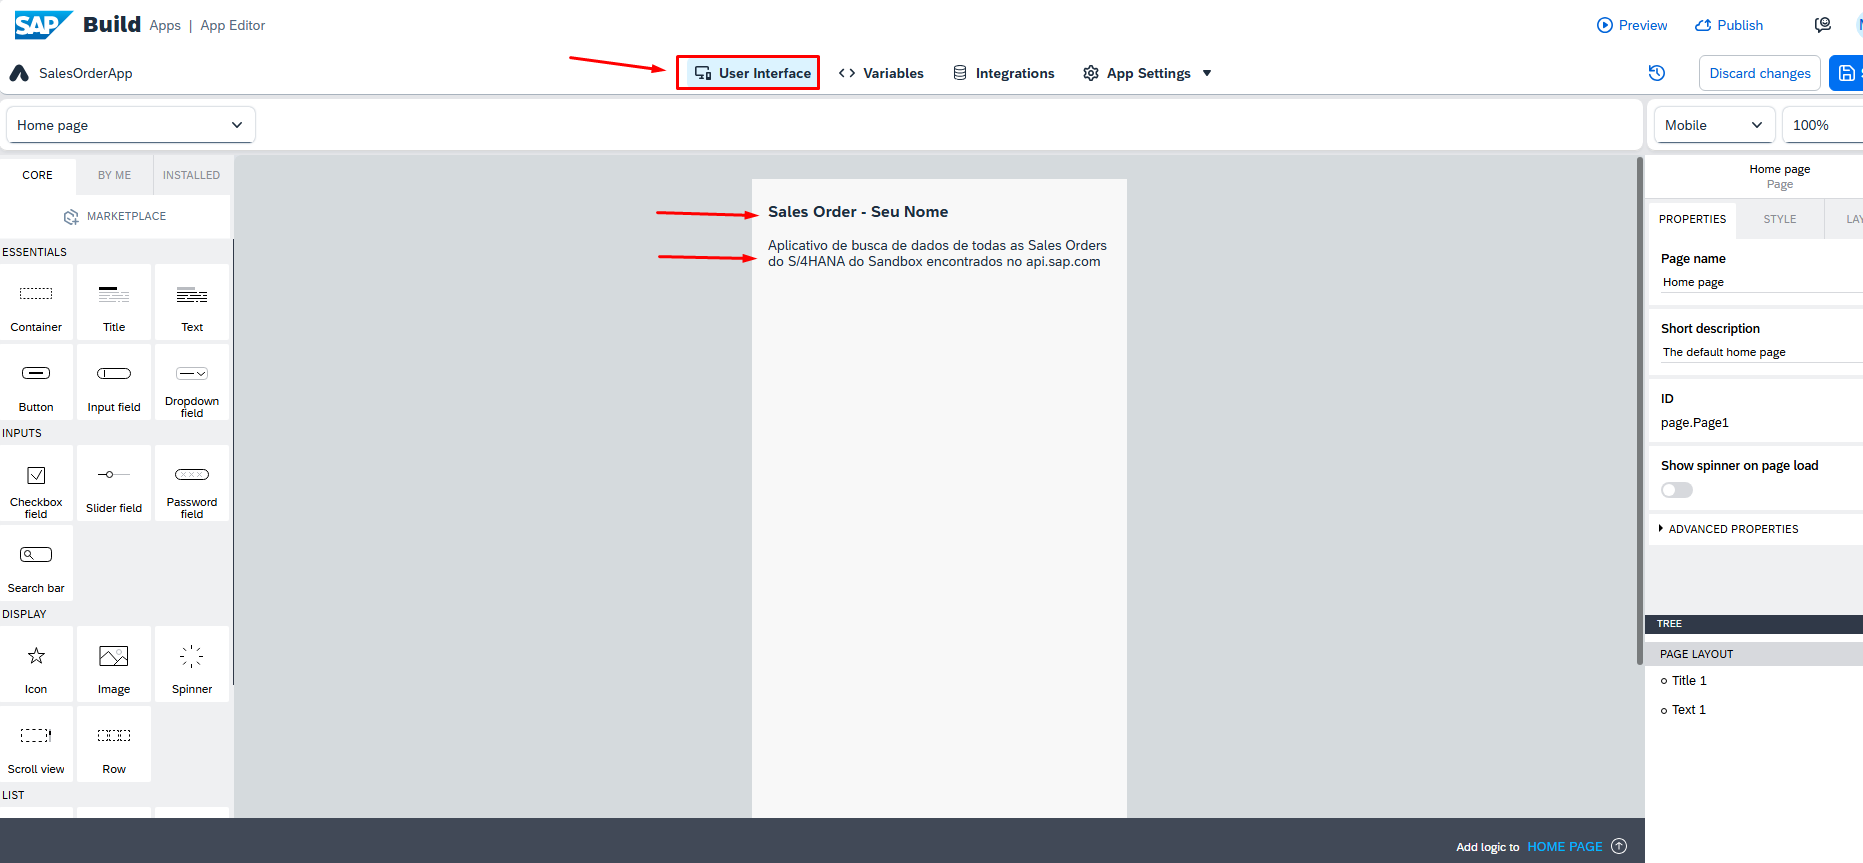 SAP Build Apps | App Editor
Preview
Publish
SalesOrderApp
User Interface
Variables
Integrations
App Settings
Discard changes
Home page
Mobile
100%
CORE
BY ME
INSTALLED
MARKETPLACE
ESSENTIALS
Container
Title
Text
Button
Input field
Dropdown
field
INPUTS
Checkbox
field
Slider field
Password
field
Search bar
DISPLAY
Icon
Image
Spinner
Scroll view
Row
LIST
Sales Order - Seu Nome
Aplicativo de busca de dados de todas as Sales Orders
do S/4HANA do Sandbox encontrados no api.sap.com
Home page
Page
PROPERTIES
STYLE
LAY
Page name
Home page
Short description
The default home page
ID
page.Page1
Show spinner on page load
ADVANCED PROPERTIES
TREE
PAGE LAYOUT
Title 1
Text 1
Add logic to HOME PAGE